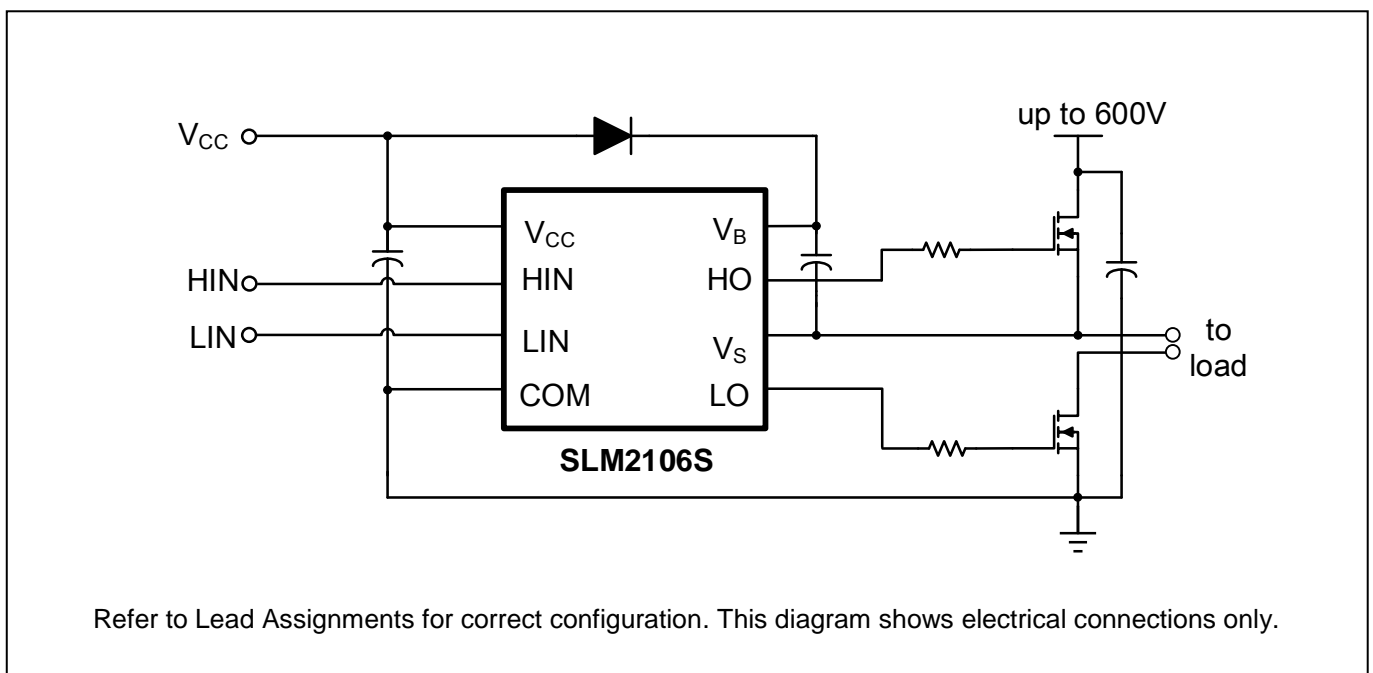 up to 600V
VCC
VCC
VB
HIN
HIN
HO
LIN
LIN
VS
to
load
COM
LO
SLM2106S
Refer to Lead Assignments for correct configuration. This diagram shows electrical connections only.